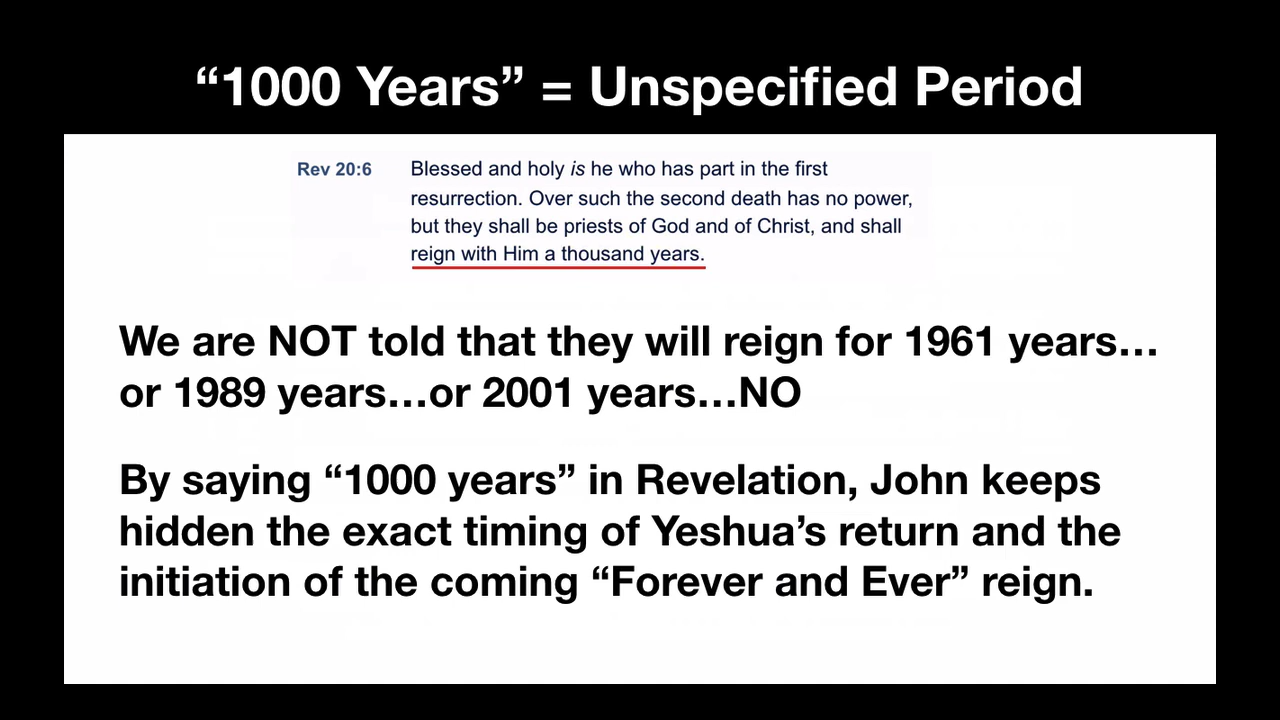 “1000 Years” = Unspecified Period
Rev 20:6
Blessed and holy is he who has part in the first
resurrection. Over such the second death has no power,
but they shall be priests of God and of Christ, and shall
reign with Him a thousand years.
We are NOT told that they will reign for 1961 years…
or 1989 years…or 2001 years…NO
By saying “1000 years” in Revelation, John keeps
hidden the exact timing of Yeshua’s return and the
initiation of the coming “Forever and Ever” reign.